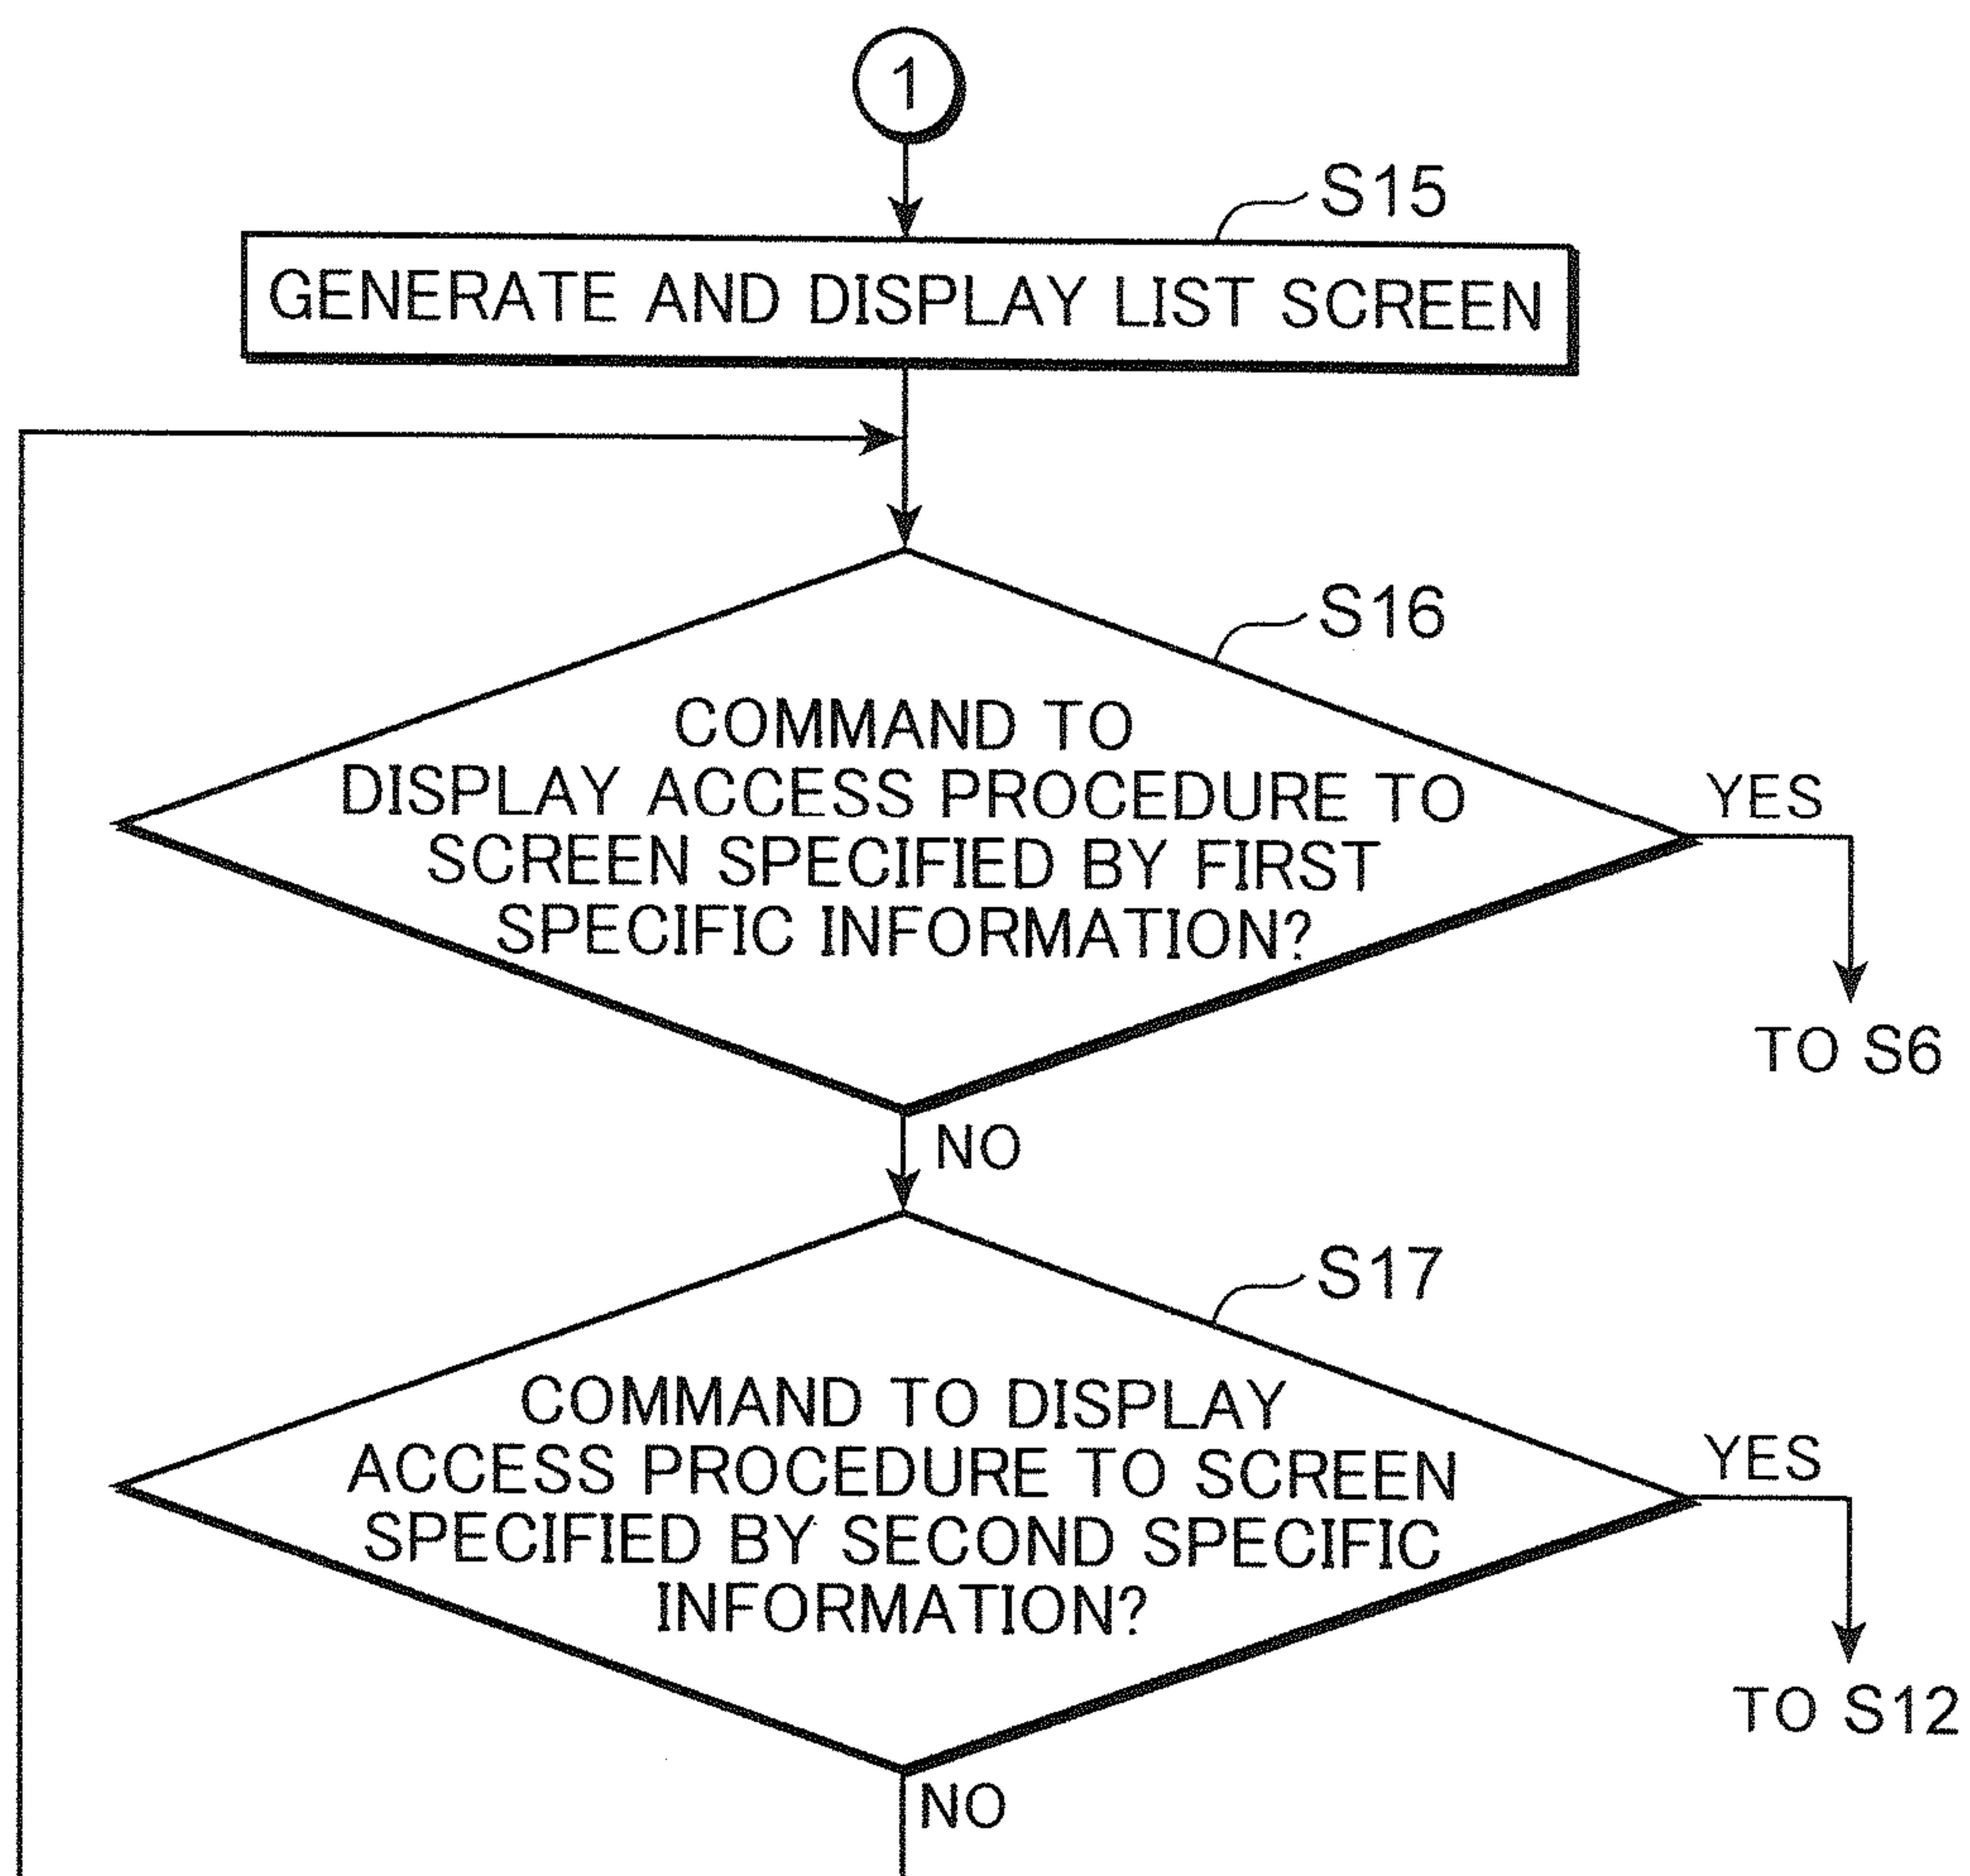 1
S15
GENERATE AND DISPLAY LIST SCREEN
S16
COMMAND TO
DISPLAY ACCESS PROCEDURE TO
SCREEN SPECIFIED BY FIRST
SPECIFIC INFORMATION?
YES
TO S6
NO
S17
COMMAND TO DISPLAY
ACCESS PROCEDURE TO SCREEN
SPECIFIED BY SECOND SPECIFIC
INFORMATION?
YES
TO S12
NO